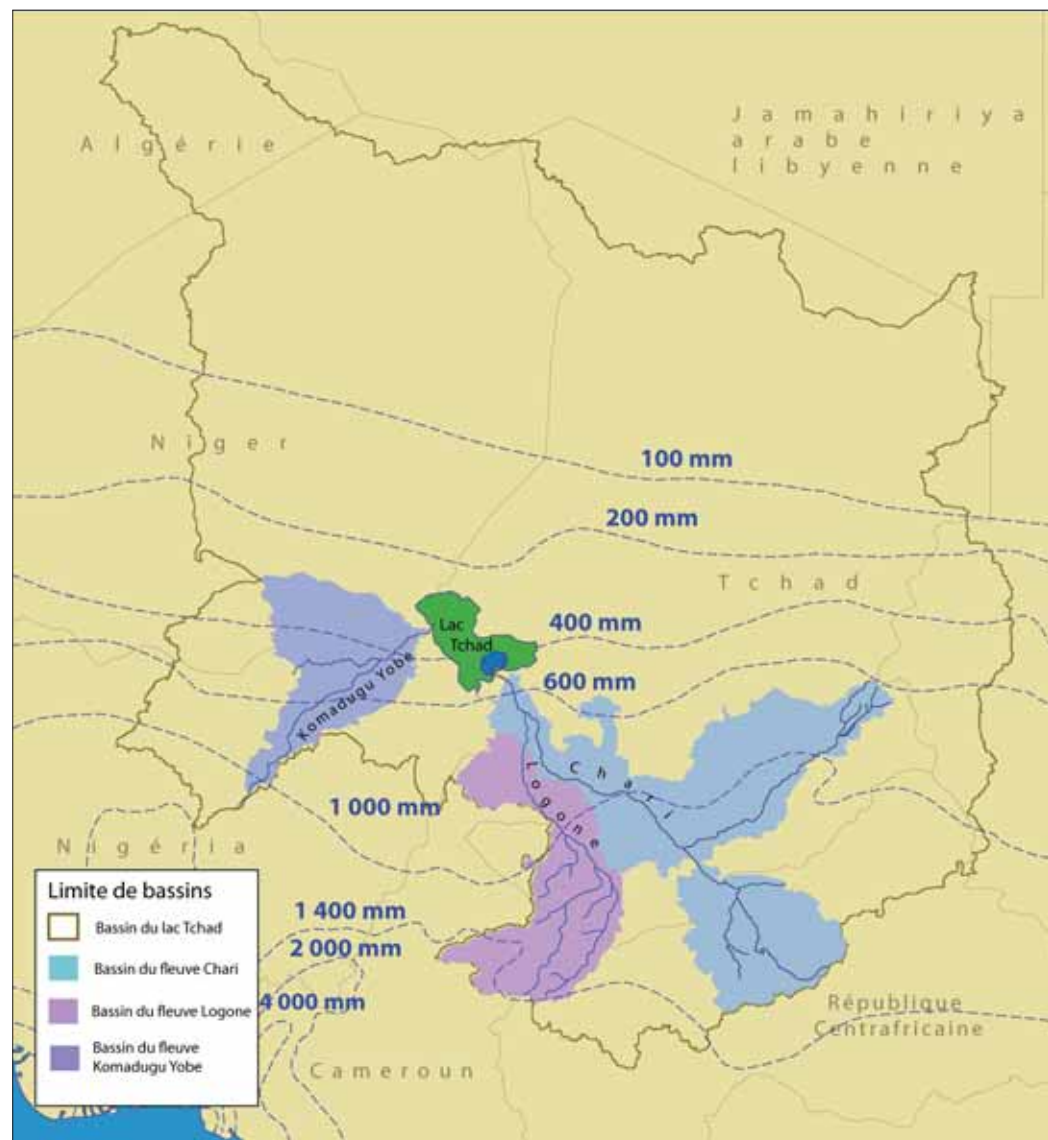 Jamahiriya
arabe
libyenne
Algérie
Niger
100 mm
200 mm
Tchad
Lac
Tchad
400 mm
600 mm
Komadugu Yobe
Chari
Logone
1 000 mm
Nigéria
1 400 mm
2 000 mm
4 000 mm
République
Centrafricaine
Cameroun
Limite de bassins
Bassin du lac Tchad
Bassin du fleuve Chari
Bassin du fleuve Logone
Bassin du fleuve
Komadugu Yobe